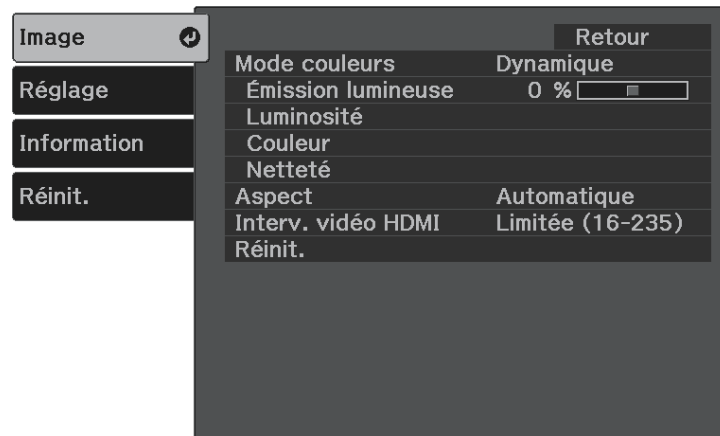 Image
Réglage
Information
Réinit.
Retour
Mode couleurs Dynamique
Émission lumineuse 0 %
Luminosité
Couleur
Netteté
Aspect Automatique
Interv. vidéo HDMI Limitée (16-235)
Réinit.